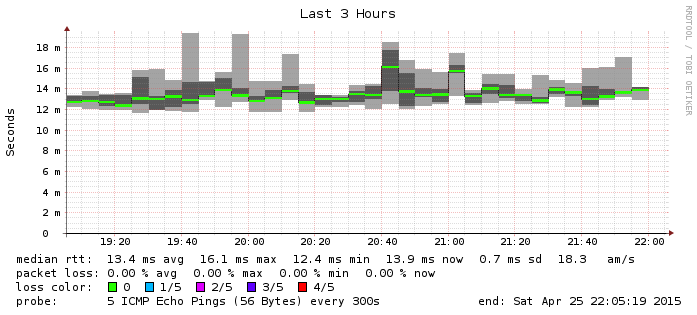 Last 3 Hours
RRDTOOL / TOBI OETIKER
Seconds
18 m
16 m
14 m
12 m
10 m
8 m
6 m
4 m
2 m
0
19:20 19:40 20:00 20:20 20:40 21:00 21:20 21:40 22:00
median rtt: 13.4 ms avg 16.1 ms max 12.4 ms min 13.9 ms now 0.7 ms sd 18.3 am/s
packet loss: 0.00 % avg 0.00 % max 0.00 % min 0.00 % now
loss color: 0 1/5 2/5 3/5 4/5
probe: 5 ICMP Echo Pings (56 Bytes) every 300s end: Sat Apr 25 22:05:19 2015